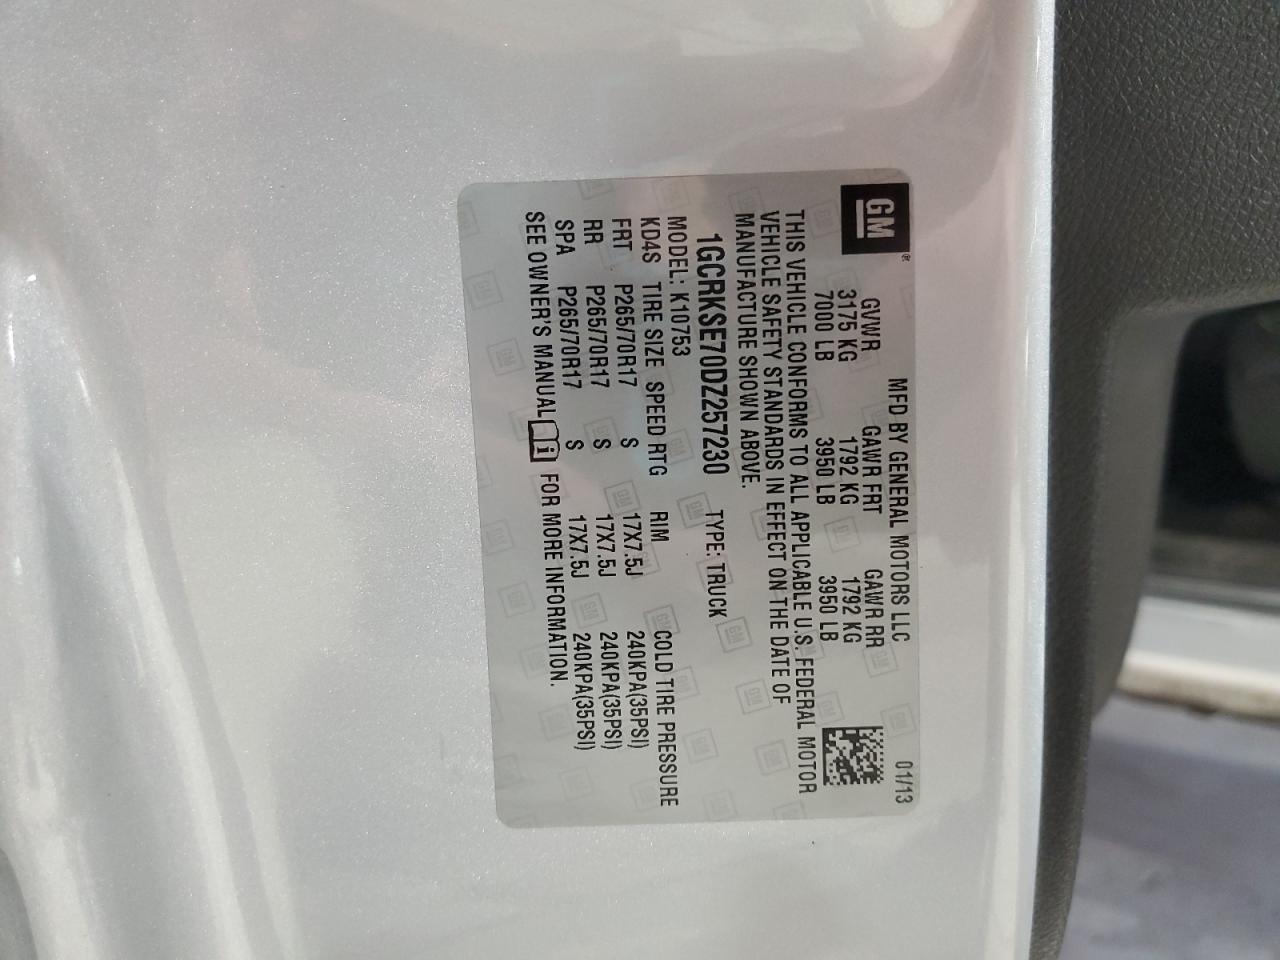 GM®
MFD BY GENERAL MOTORS LLC 01/13
GVWR GAWR FRT GAWR RR
3175 KG 1792 KG 1792 KG
7000 LB 3950 LB 3950 LB
THIS VEHICLE CONFORMS TO ALL APPLICABLE U.S. FEDERAL MOTOR
VEHICLE SAFETY STANDARDS IN EFFECT ON THE DATE OF
MANUFACTURE SHOWN ABOVE.
1GCRKSE70DZ257230 TYPE: TRUCK
MODEL: K10753
KD4S TIRE SIZE SPEED RTG RIM COLD TIRE PRESSURE
FRT P265/70R17 S 17X7.5J 240KPA(35PSI)
RR P265/70R17 S 17X7.5J 240KPA(35PSI)
SPA P265/70R17 S 17X7.5J 240KPA(35PSI)
SEE OWNER'S MANUAL i FOR MORE INFORMATION.